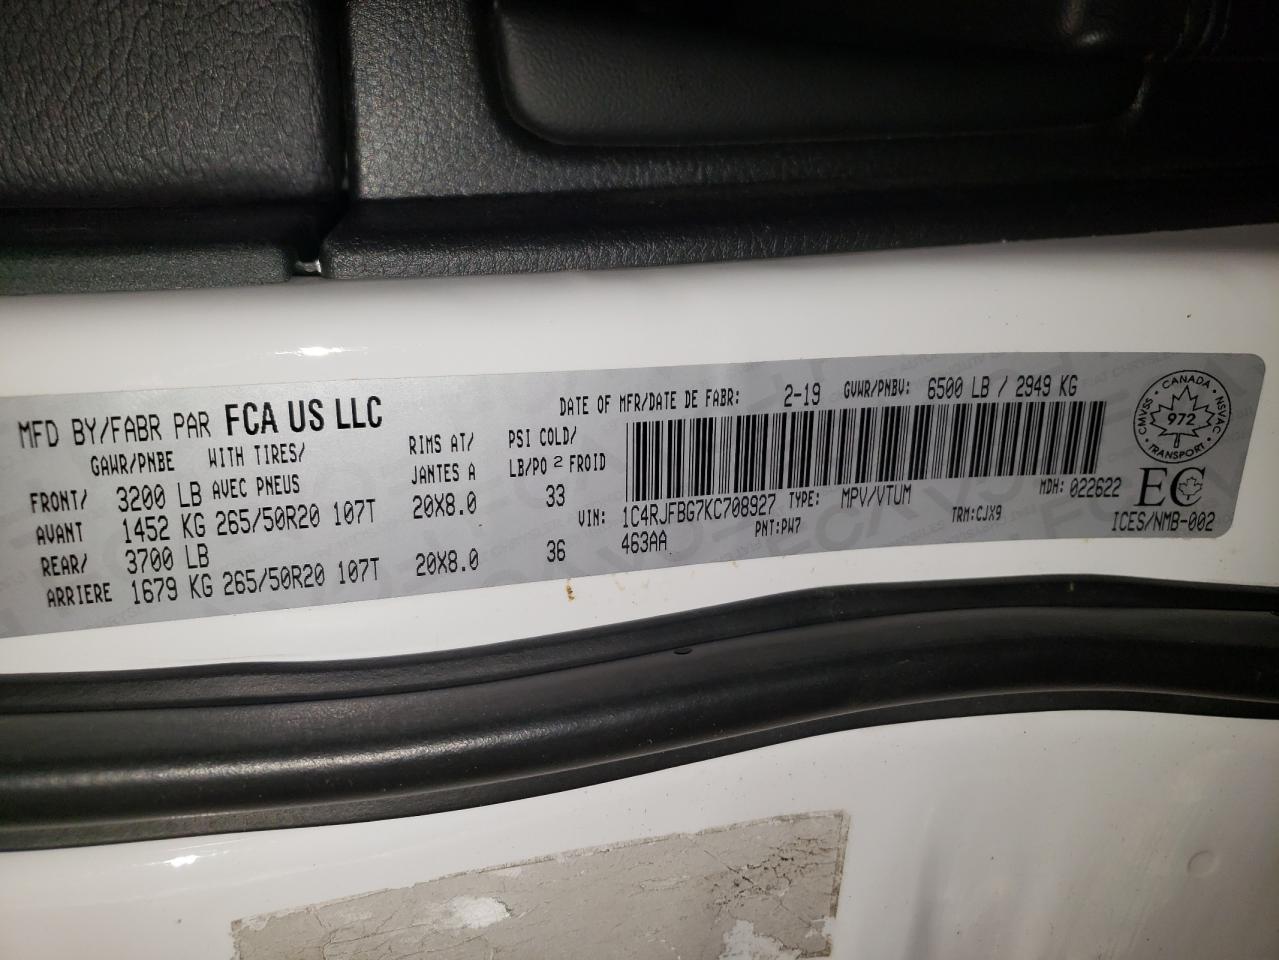 MFD BY/FABR PAR FCA US LLC
DATE OF MFR/DATE DE FABR: 2-19 GVWR/PNBV: 6500 LB / 2949 KG
GAWR/PNBE WITH TIRES/ RIMS AT/ PSI COLD/
AVEC PNEUS JANTES A LB/PO² FROID
FRONT/ 3200 LB
AVANT 1452 KG 265/50R20 107T 20X8.0 33
REAR/ 3700 LB
ARRIERE 1679 KG 265/50R20 107T 20X8.0 36
VIN: 1C4RJFBG7KC708927 TYPE: MPV/VTUM MDH: 022622
463AA PNT:PW7 TRM:CJX9
CANADA
CMVSS 972 NSVAC
TRANSPORT
EC
ICES/NMB-002